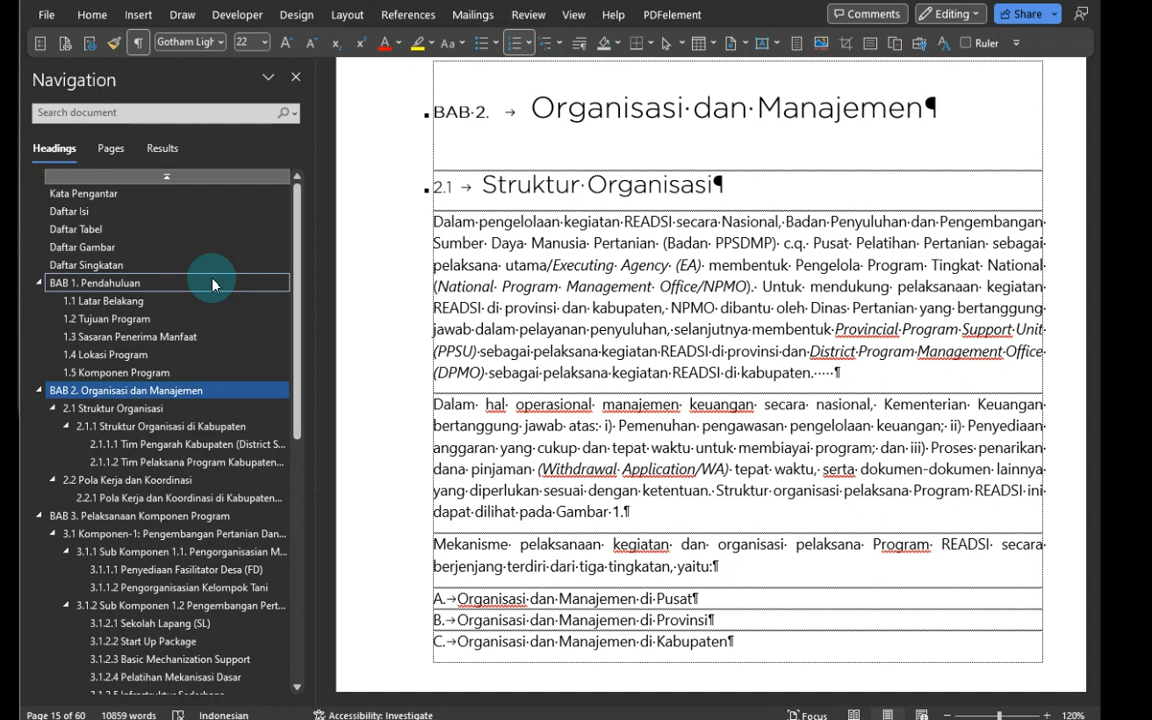 File Home Insert Draw Developer Design Layout References Mailings Review View Help PDFelement Comments Editing Share
Gotham Ligh 22 Aa Ruler
Navigation
Search document
Headings Pages Results
Kata Pengantar
Daftar Isi
Daftar Tabel
Daftar Gambar
Daftar Singkatan
BAB 1. Pendahuluan
1.1 Latar Belakang
1.2 Tujuan Program
1.3 Sasaran Penerima Manfaat
1.4 Lokasi Program
1.5 Komponen Program
BAB 2. Organisasi dan Manajemen
2.1 Struktur Organisasi
2.1.1 Struktur Organisasi di Kabupaten
2.1.1.1 Tim Pengarah Kabupaten (District S...
2.1.1.2 Tim Pelaksana Program Kabupaten...
2.2 Pola Kerja dan Koordinasi
2.2.1 Pola Kerja dan Koordinasi di Kabupaten...
BAB 3. Pelaksanaan Komponen Program
3.1 Komponen-1: Pengembangan Pertanian Dan...
3.1.1 Sub Komponen 1.1. Pengorganisasian M...
3.1.1.1 Penyediaan Fasilitator Desa (FD)
3.1.1.2 Pengorganisasian Kelompok Tani
3.1.2 Sub Komponen 1.2 Pengembangan Pert...
3.1.2.1 Sekolah Lapang (SL)
3.1.2.2 Start Up Package
3.1.2.3 Basic Mechanization Support
3.1.2.4 Pelatihan Mekanisasi Dasar
3.1.2.5 Infrastruktur Sederhana
BAB·2. → Organisasi·dan·Manajemen¶
2.1 → Struktur·Organisasi¶
Dalam·pengelolaan·kegiatan·READSI·secara·Nasional,·Badan·Penyuluhan·dan·Pengembangan·
Sumber· Daya· Manusia· Pertanian· (Badan· PPSDMP)· c.q.· Pusat· Pelatihan· Pertanian· sebagai·
pelaksana· utama/Executing· Agency· (EA)· membentuk· Pengelola· Program· Tingkat· National·
(National· Program· Management· Office/NPMO).· Untuk· mendukung· pelaksanaan· kegiatan·
READSI· di· provinsi· dan· kabupaten,· NPMO· dibantu· oleh· Dinas· Pertanian· yang· bertanggung·
jawab·dalam·pelayanan·penyuluhan,·selanjutnya·membentuk·Provincial·Program·Support·Unit·
(PPSU)·sebagai·pelaksana·kegiatan·READSI·di·provinsi·dan·District·Program·Management·Office·
(DPMO)·sebagai·pelaksana·kegiatan·READSI·di·kabupaten.·····¶
Dalam· hal· operasional· manajemen· keuangan· secara· nasional,· Kementerian· Keuangan·
bertanggung· jawab· atas:· i)· Pemenuhan· pengawasan· pengelolaan· keuangan;· ii)· Penyediaan·
anggaran· yang· cukup· dan· tepat· waktu· untuk· membiayai· program;· dan· iii)· Proses· penarikan·
dana· pinjaman· (Withdrawal· Application/WA)· tepat· waktu,· serta· dokumen-dokumen· lainnya·
yang·diperlukan·sesuai·dengan·ketentuan.·Struktur·organisasi·pelaksana·Program·READSI·ini·
dapat·dilihat·pada·Gambar·1.¶
Mekanisme· pelaksanaan· kegiatan· dan· organisasi· pelaksana· Program· READSI· secara·
berjenjang·terdiri·dari·tiga·tingkatan,·yaitu:¶
A.→Organisasi·dan·Manajemen·di·Pusat¶
B.→Organisasi·dan·Manajemen·di·Provinsi¶
C.→Organisasi·dan·Manajemen·di·Kabupaten¶
Page 15 of 60 10859 words Indonesian Accessibility: Investigate Focus 120%